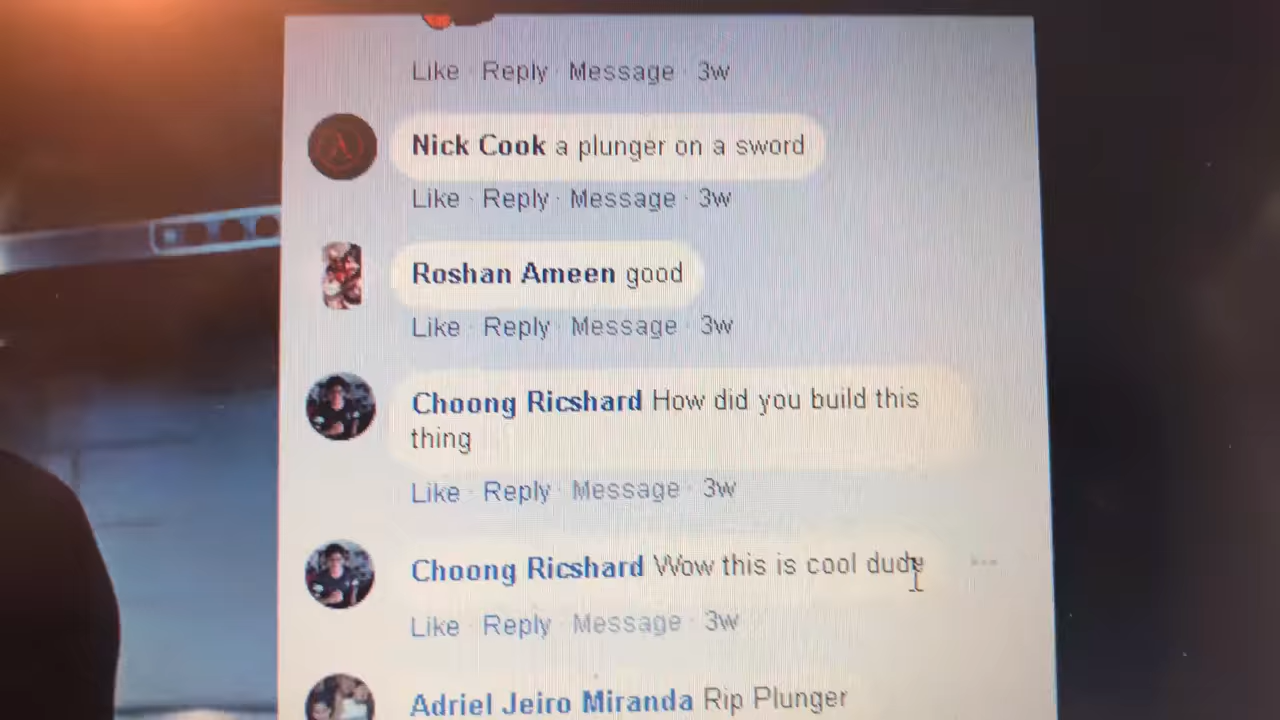 Like · Reply · Message · 3w
Nick Cook a plunger on a sword
Like · Reply · Message · 3w
Roshan Ameen good
Like · Reply · Message · 3w
Choong Ricshard How did you build this
thing
Like · Reply · Message · 3w
Choong Ricshard Wow this is cool dude
Like · Reply · Message · 3w
Adriel Jeiro Miranda Rip Plunger